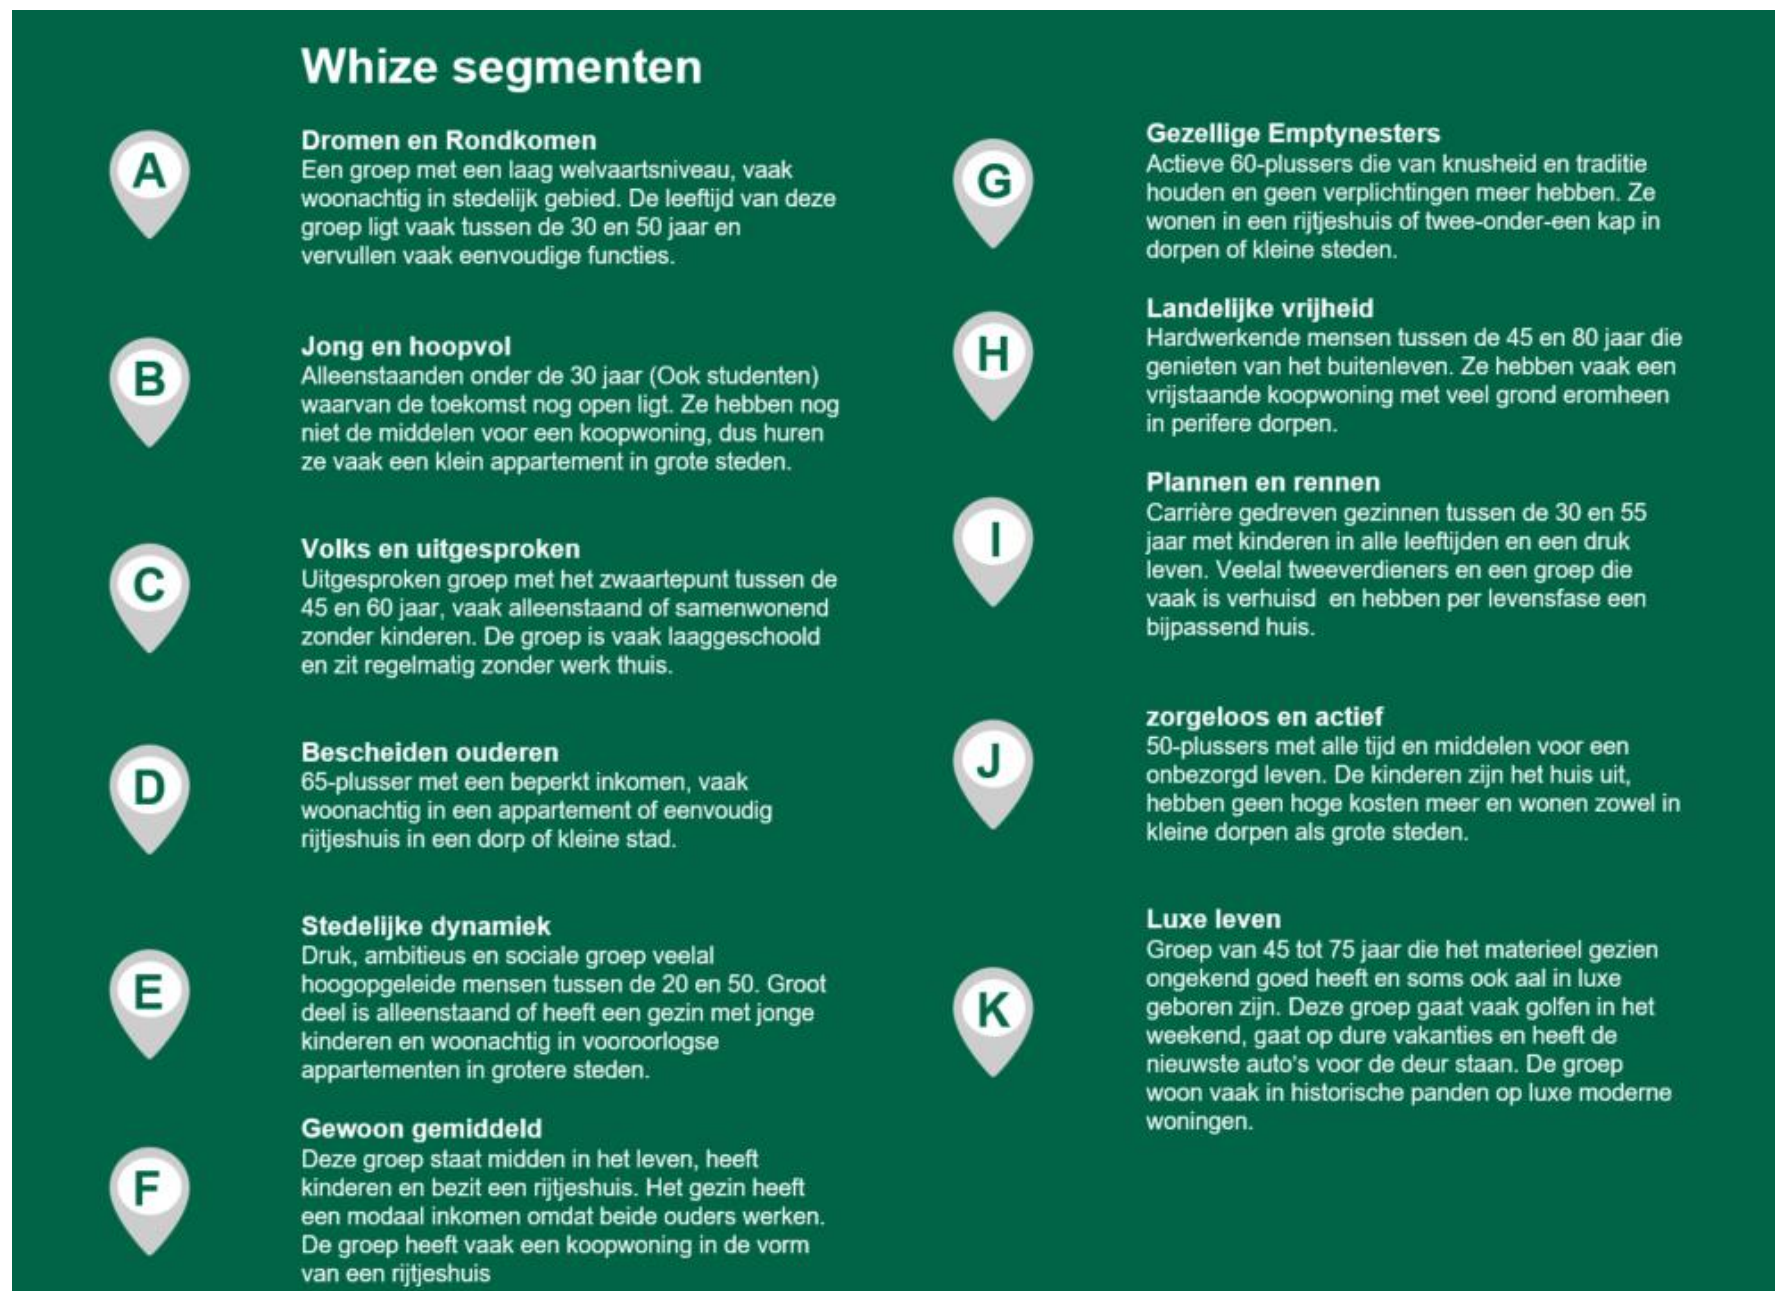 Whize segmenten
A
Dromen en Rondkomen
Een groep met een laag welvaartsniveau, vaak
woonachtig in stedelijk gebied. De leeftijd van deze
groep ligt vaak tussen de 30 en 50 jaar en
vervullen vaak eenvoudige functies.
B
Jong en hoopvol
Alleenstaanden onder de 30 jaar (Ook studenten)
waarvan de toekomst nog open ligt. Ze hebben nog
niet de middelen voor een koopwoning, dus huren
ze vaak een klein appartement in grote steden.
C
Volks en uitgesproken
Uitgesproken groep met het zwaartepunt tussen de
45 en 60 jaar, vaak alleenstaand of samenwonend
zonder kinderen. De groep is vaak laaggeschoold
en zit regelmatig zonder werk thuis.
D
Bescheiden ouderen
65-plusser met een beperkt inkomen, vaak
woonachtig in een appartement of eenvoudig
rijtjeshuis in een dorp of kleine stad.
E
Stedelijke dynamiek
Druk, ambitieus en sociale groep veelal
hoogopgeleide mensen tussen de 20 en 50. Groot
deel is alleenstaand of heeft een gezin met jonge
kinderen en woonachtig in vooroorlogse
appartementen in grotere steden.
F
Gewoon gemiddeld
Deze groep staat midden in het leven, heeft
kinderen en bezit een rijtjeshuis. Het gezin heeft
een modaal inkomen omdat beide ouders werken.
De groep heeft vaak een koopwoning in de vorm
van een rijtjeshuis
G
Gezellige Emptynesters
Actieve 60-plussers die van knusheid en traditie
houden en geen verplichtingen meer hebben. Ze
wonen in een rijtjeshuis of twee-onder-een kap in
dorpen of kleine steden.
H
Landelijke vrijheid
Hardwerkende mensen tussen de 45 en 80 jaar die
genieten van het buitenleven. Ze hebben vaak een
vrijstaande koopwoning met veel grond eromheen
in perifere dorpen.
I
Plannen en rennen
Carrière gedreven gezinnen tussen de 30 en 55
jaar met kinderen in alle leeftijden en een druk
leven. Veelal tweeverdieners en een groep die
vaak is verhuisd  en hebben per levensfase een
bijpassend huis.
J
zorgeloos en actief
50-plussers met alle tijd en middelen voor een
onbezorgd leven. De kinderen zijn het huis uit,
hebben geen hoge kosten meer en wonen zowel in
kleine dorpen als grote steden.
K
Luxe leven
Groep van 45 tot 75 jaar die het materieel gezien
ongekend goed heeft en soms ook aal in luxe
geboren zijn. Deze groep gaat vaak golfen in het
weekend, gaat op dure vakanties en heeft de
nieuwste auto's voor de deur staan. De groep
woon vaak in historische panden op luxe moderne
woningen.